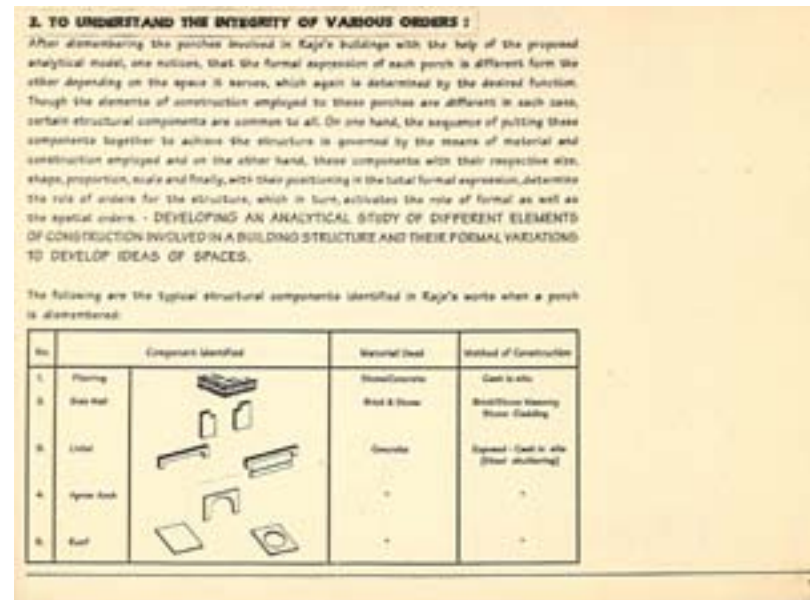 2. TO UNDERSTAND THE INTEGRITY OF VARIOUS ORDERS :
After dismembering the porches involved in Raje's buildings with the help of the proposed
analytical model, one notices, that the formal expression of each porch is different form the
other depending on the space it serves, which again is determined by the desired function.
Though the elements of construction employed to these porches are different in each case,
certain structural components are common to all. On one hand, the sequence of putting these
components together to achieve the structure is governed by the means of material and
construction employed and on the other hand, these components with their respective size,
shape, proportion, scale and finally, with their positioning in the total formal expression, determine
the role of orders for the structure, which in turn, activates the role of formal as well as
the spatial orders. - DEVELOPING AN ANALYTICAL STUDY OF DIFFERENT ELEMENTS
OF CONSTRUCTION INVOLVED IN A BUILDING STRUCTURE AND THEIR FORMAL VARIATIONS
TO DEVELOP IDEAS OF SPACES.
The following are the typical structural components identified in Raje's works when a porch
is dismembered:
No. Component Identified Material Used Method of Construction
1. Flooring Stone/Concrete Cast in situ
2. Wall Brick & Stone Brick/Stone Masonry
Stone Cladding
3. Lintel Concrete Exposed - Cast in situ
(Steel shuttering)
4. Arch " "
5. Roof " "